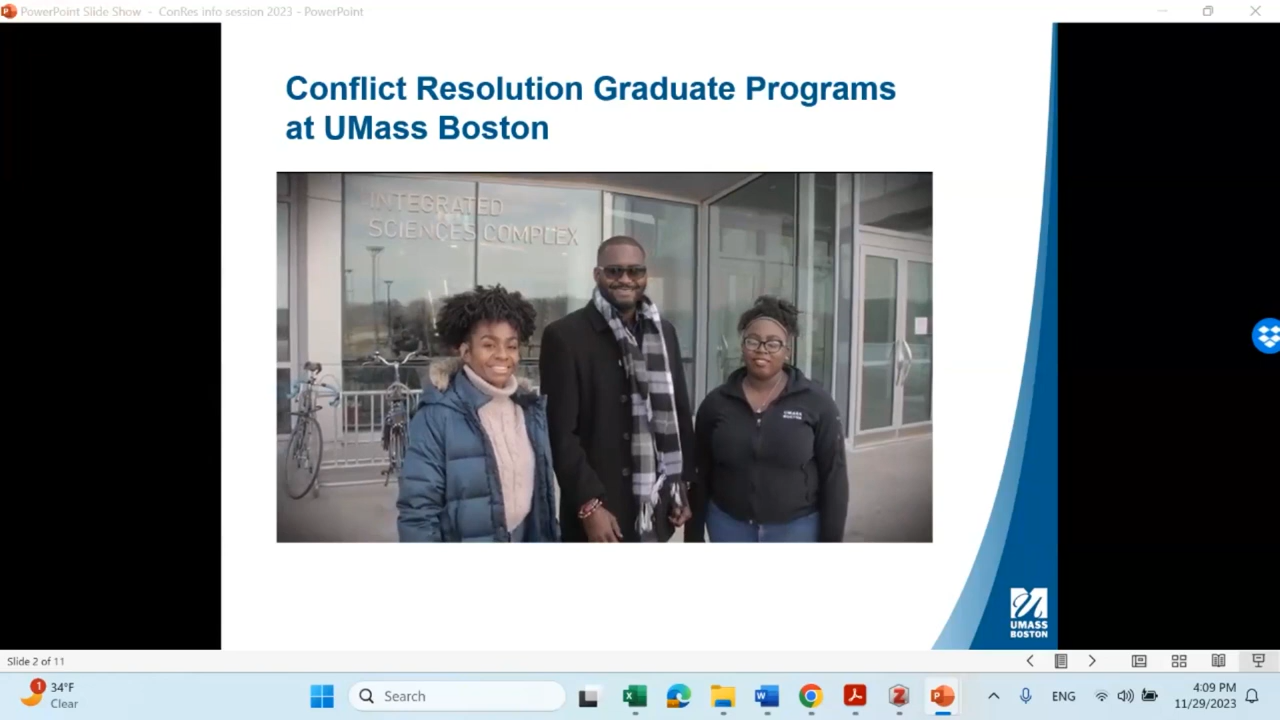 PowerPoint Slide Show - ConRes info session 2023 - PowerPoint
Conflict Resolution Graduate Programs
at UMass Boston
INTEGRATED
SCIENCES COMPLEX
UMASS
BOSTON
UMASS
BOSTON
Slide 2 of 11
1
34°F
Clear
Search
ENG
4:09 PM
11/29/2023